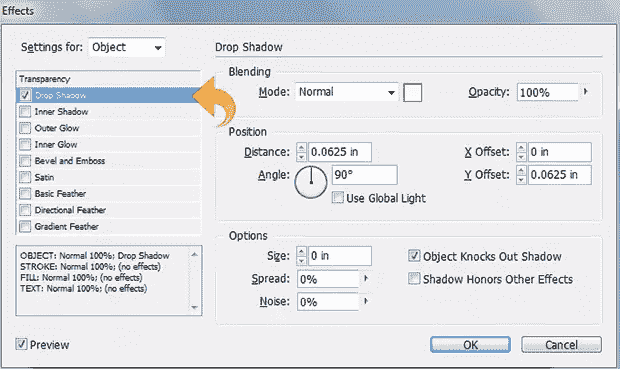 Effects
Settings for: Object
Transparency
Drop Shadow
Inner Shadow
Outer Glow
Inner Glow
Bevel and Emboss
Satin
Basic Feather
Directional Feather
Gradient Feather
OBJECT: Normal 100%; Drop Shadow
STROKE: Normal 100%; (no effects)
FILL: Normal 100%; (no effects)
TEXT: Normal 100%; (no effects)
Preview
Drop Shadow
Blending
Mode: Normal Opacity: 100%
Position
Distance: 0.0625 in X Offset: 0 in
Angle: 90° Y Offset: 0.0625 in
Use Global Light
Options
Size: 0 in Object Knocks Out Shadow
Spread: 0% Shadow Honors Other Effects
Noise: 0%
OK Cancel